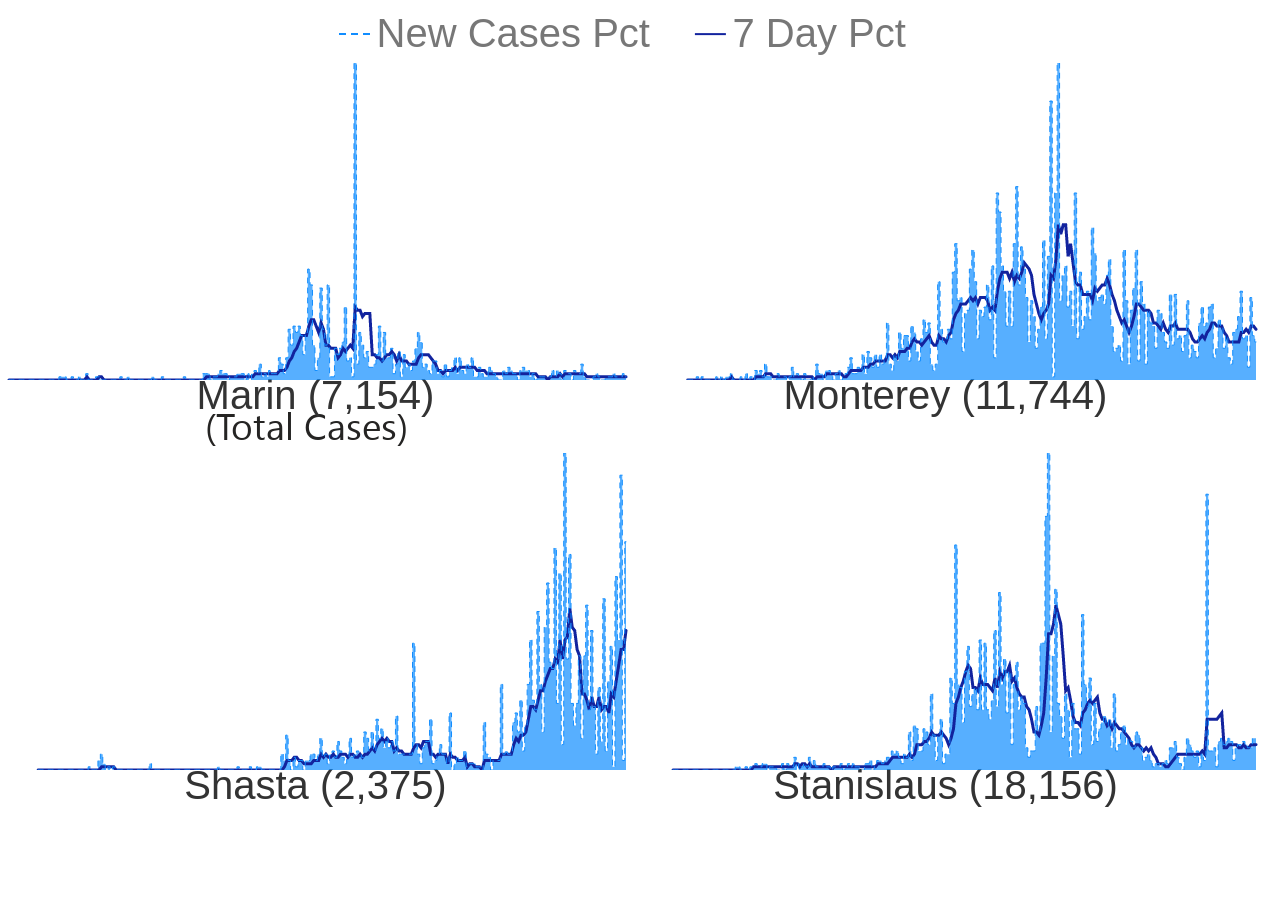 New Cases Pct 7 Day Pct
Marin (7,154) Monterey (11,744)
(Total Cases)
Shasta (2,375) Stanislaus (18,156)